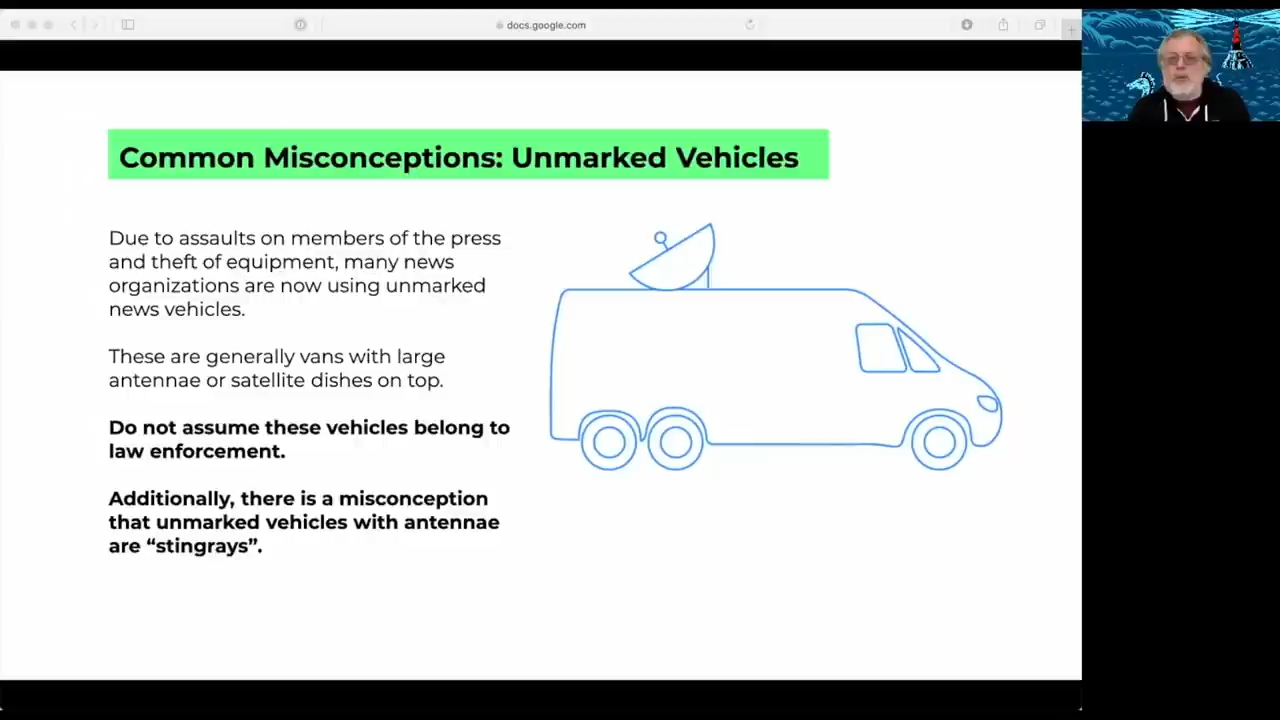 docs.google.com
Common Misconceptions: Unmarked Vehicles
Due to assaults on members of the press
and theft of equipment, many news
organizations are now using unmarked
news vehicles.
These are generally vans with large
antennae or satellite dishes on top.
Do not assume these vehicles belong to
law enforcement.
Additionally, there is a misconception
that unmarked vehicles with antennae
are “stingrays”.